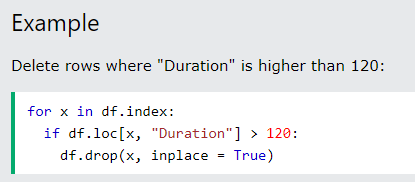 Example
Delete rows where "Duration" is higher than 120:
for x in df.index:
  if df.loc[x, "Duration"] > 120:
    df.drop(x, inplace = True)